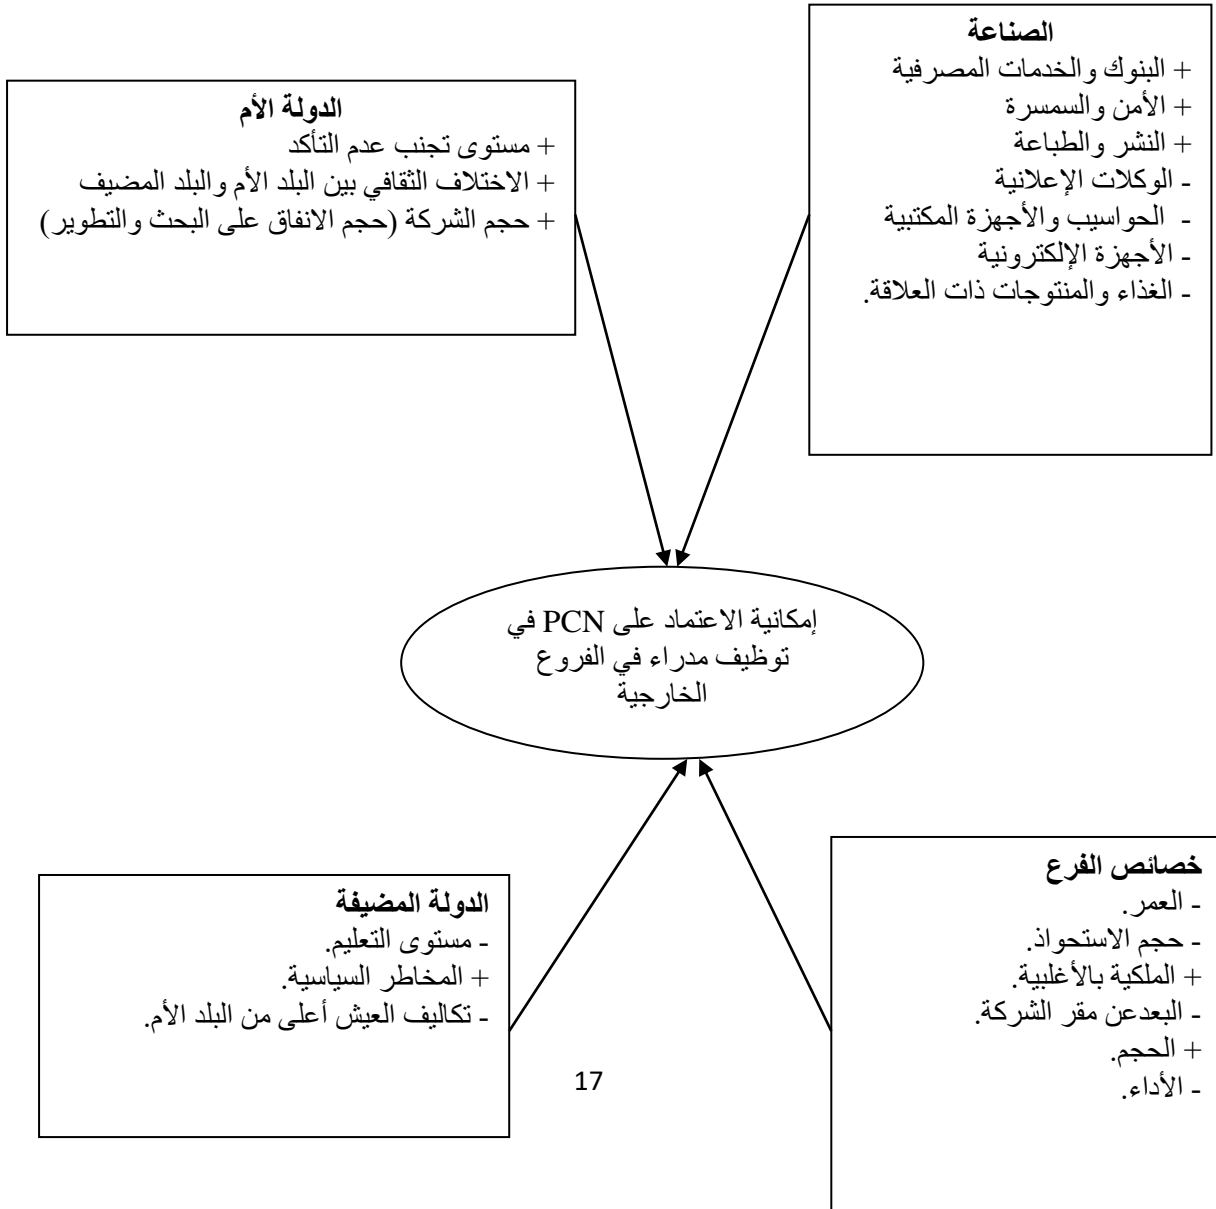 الصناعة
+ البنوك والخدمات المصرفية
+ الأمن والسمسرة
+ النشر والطباعة
- الوكلات الإعلانية
- الحواسيب والأجهزة المكتبية
- الأجهزة الإلكترونية
- الغذاء والمنتوجات ذات العلاقة.
الدولة الأم
+ مستوى تجنب عدم التأكد
+ الاختلاف الثقافي بين البلد الأم والبلد المضيف
+ حجم الشركة (حجم الانفاق على البحث والتطوير)
إمكانية الاعتماد على PCN في
توظيف مدراء في الفروع
الخارجية
خصائص الفرع
- العمر.
- حجم الاستحواذ.
+ الملكية بالأغلبية.
- البعدعن مقر الشركة.
+ الحجم.
- الأداء.
الدولة المضيفة
- مستوى التعليم.
+ المخاطر السياسية.
- تكاليف العيش أعلى من البلد الأم.
17